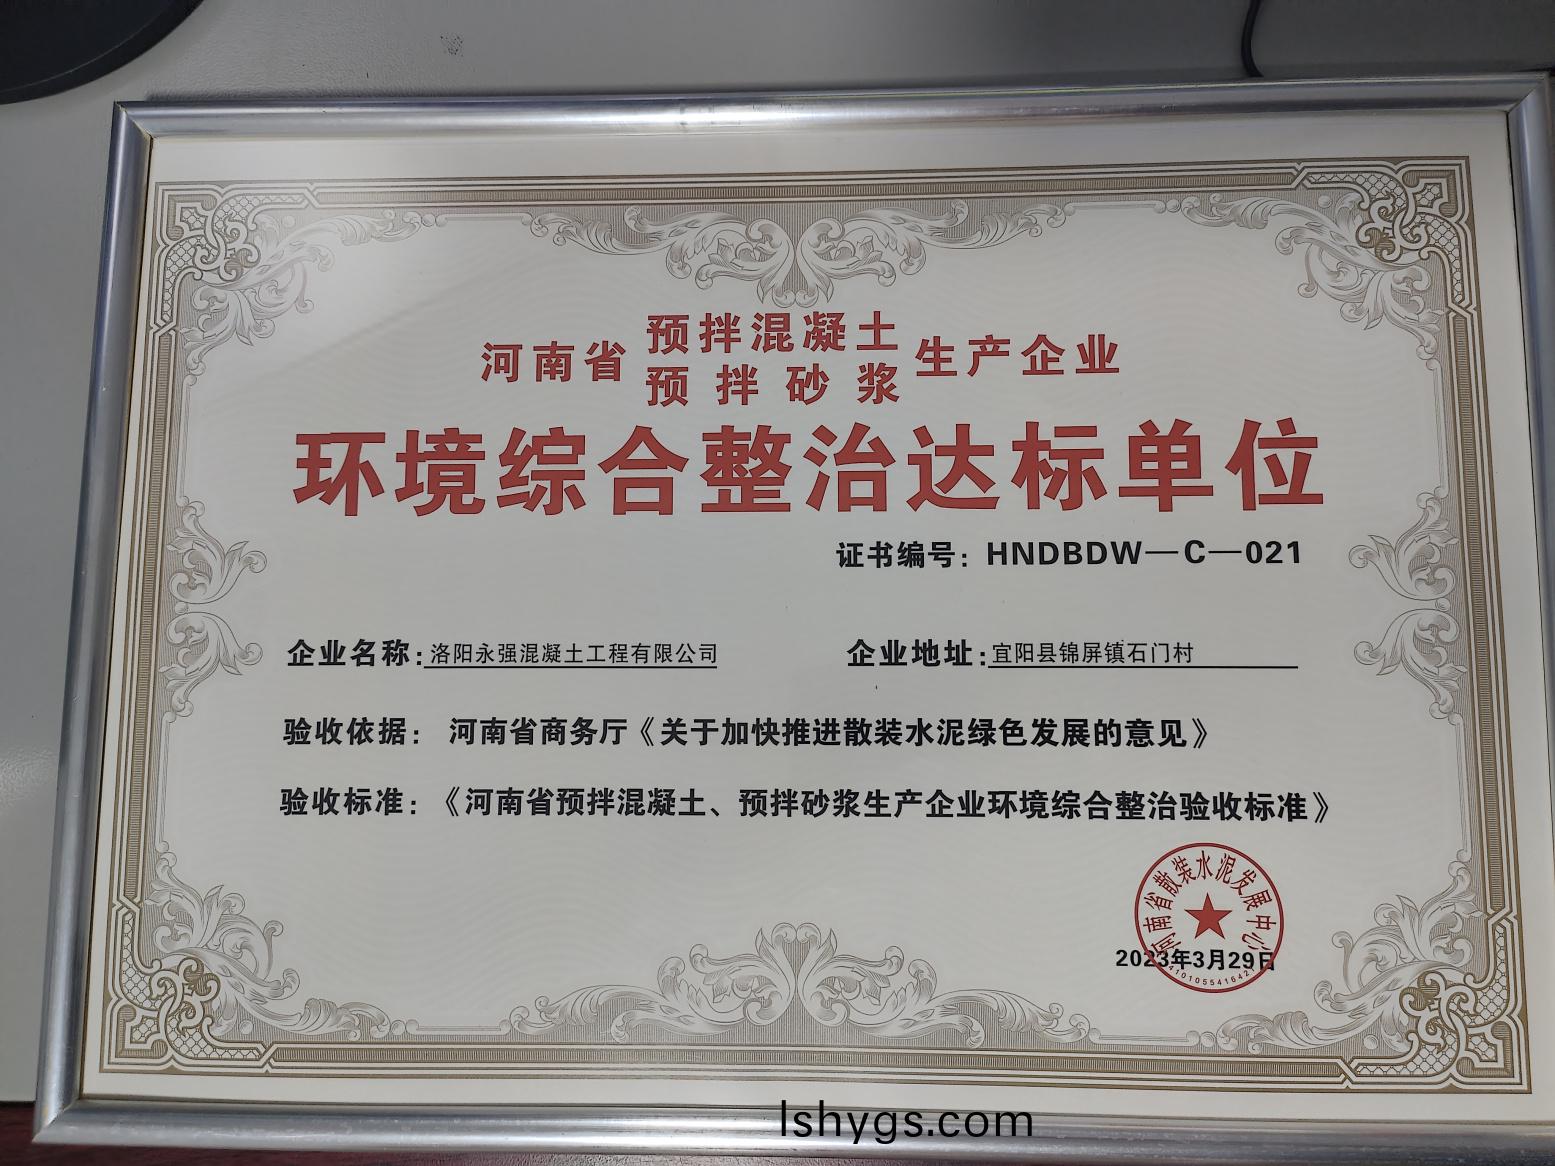 河南省预拌混凝土生产企业
预拌砂浆
环境综合整治达标单位
证书编号：HNDBDW—C—021
企业名称：洛阳永强混凝土工程有限公司 企业地址：宜阳县锦屏镇石门村
验收依据：河南省商务厅《关于加快推进散装水泥绿色发展的意见》
验收标准：《河南省预拌混凝土、预拌砂浆生产企业环境综合整治验收标准》
河南省散装水泥发展中心
2023年3月29日
lshygs.com